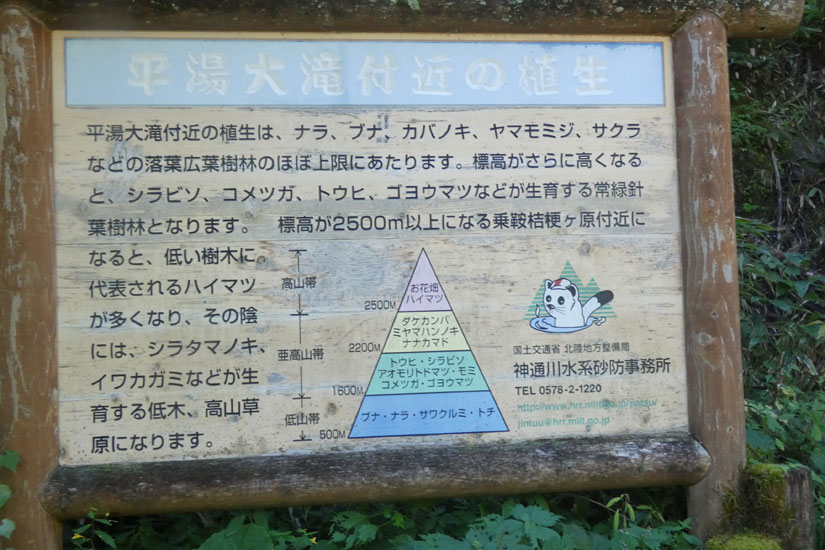 平湯大滝付近の植生
平湯大滝付近の植生は、ナラ、ブナ、カバノキ、ヤマモミジ、サクラ
などの落葉広葉樹林のほぼ上限にあたります。標高がさらに高くなる
と、シラビソ、コメツガ、トウヒ、ゴヨウマツなどが生育する常緑針
葉樹林となります。 標高が2500m以上になる乗鞍桔梗ヶ原付近に
なると、低い樹木に
代表されるハイマツ
が多くなり、その陰
には、シラタマノキ、
イワカガミなどが生
育する低木、高山草
原になります。
高山帯
亜高山帯
低山帯
お花畑
ハイマツ
2500M
ダケカンバ
ミヤマハンノキ
ナナカマド
2200M
トウヒ・シラビソ
アオモリトドマツ・モミ
コメツガ・ゴヨウマツ
1600M
ブナ・ナラ・サワクルミ・トチ
500M
国土交通省 北陸地方整備局
神通川水系砂防事務所
TEL 0578-2-1220
http://www.hrr.mlit.go.jp/jintuu/
jintuu@hrr.mlit.go.jp